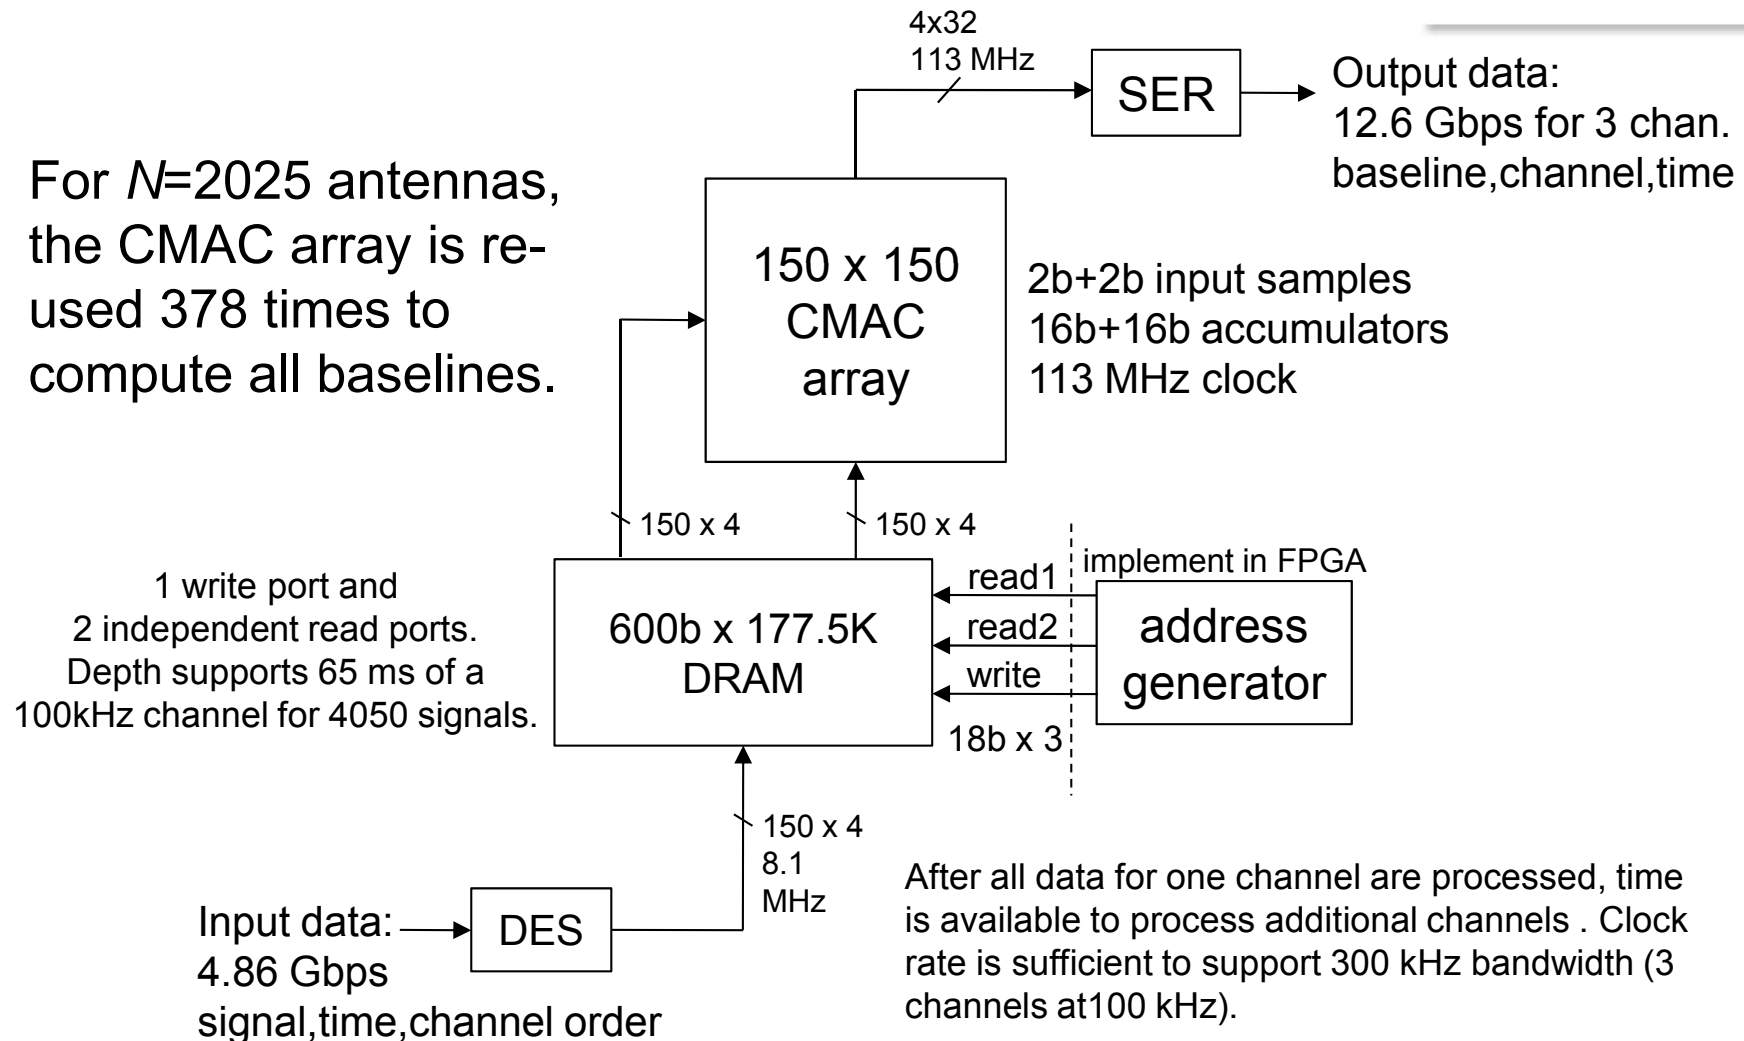 4x32
113 MHz
SER
Output data:
12.6 Gbps for 3 chan.
baseline,channel,time
For N=2025 antennas,
the CMAC array is re-
used 378 times to
compute all baselines.
150 x 150
CMAC
array
2b+2b input samples
16b+16b accumulators
113 MHz clock
150 x 4
150 x 4
1 write port and
2 independent read ports.
Depth supports 65 ms of a
100kHz channel for 4050 signals.
600b x 177.5K
DRAM
read1
read2
write
18b x 3
implement in FPGA
address
generator
150 x 4
8.1
MHz
Input data:
4.86 Gbps
signal,time,channel order
DES
After all data for one channel are processed, time
is available to process additional channels . Clock
rate is sufficient to support 300 kHz bandwidth (3
channels at100 kHz).